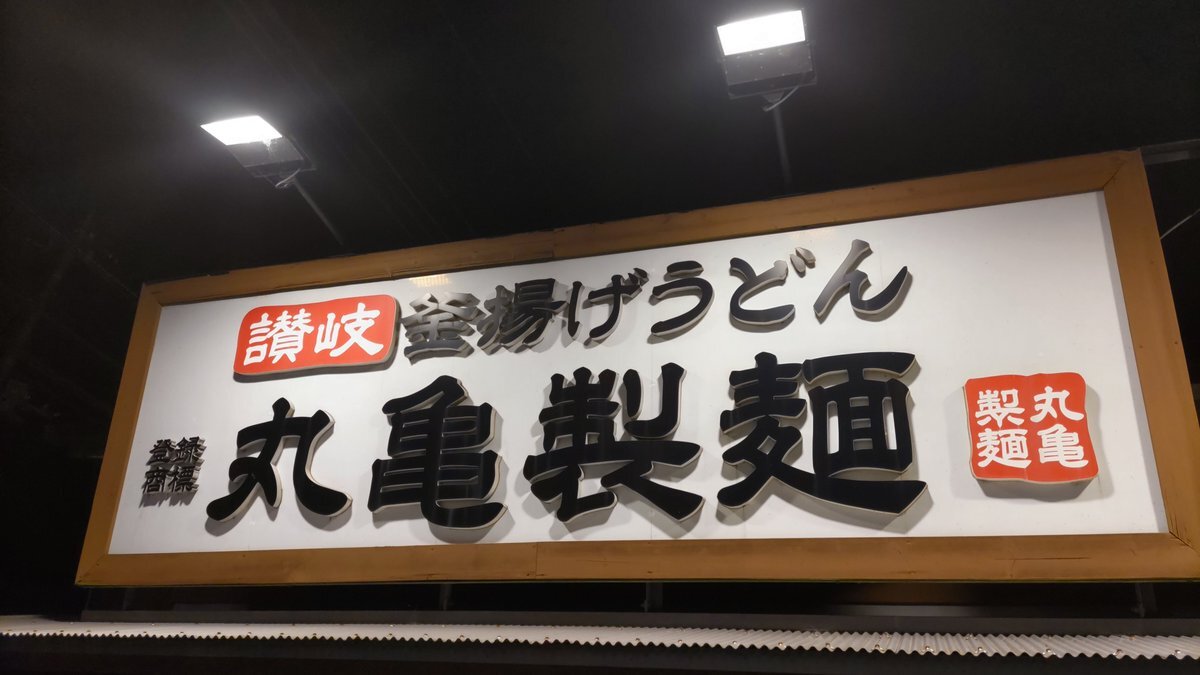 讃岐 釜揚げうどん
登録
商標
丸亀製麺
丸亀
製麺